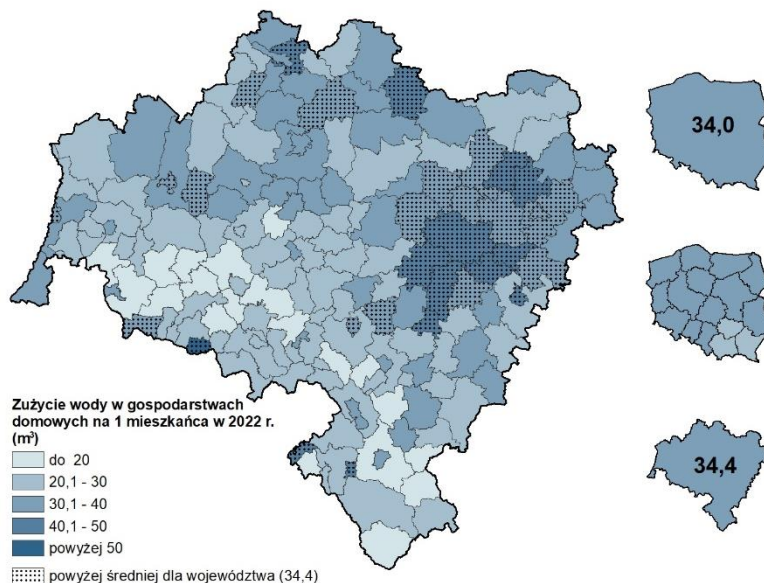 34,0
34,4
Zużycie wody w gospodarstwach
domowych na 1 mieszkańca w 2022 r.
(m³)
do 20
20,1 - 30
30,1 - 40
40,1 - 50
powyżej 50
powyżej średniej dla województwa (34,4)